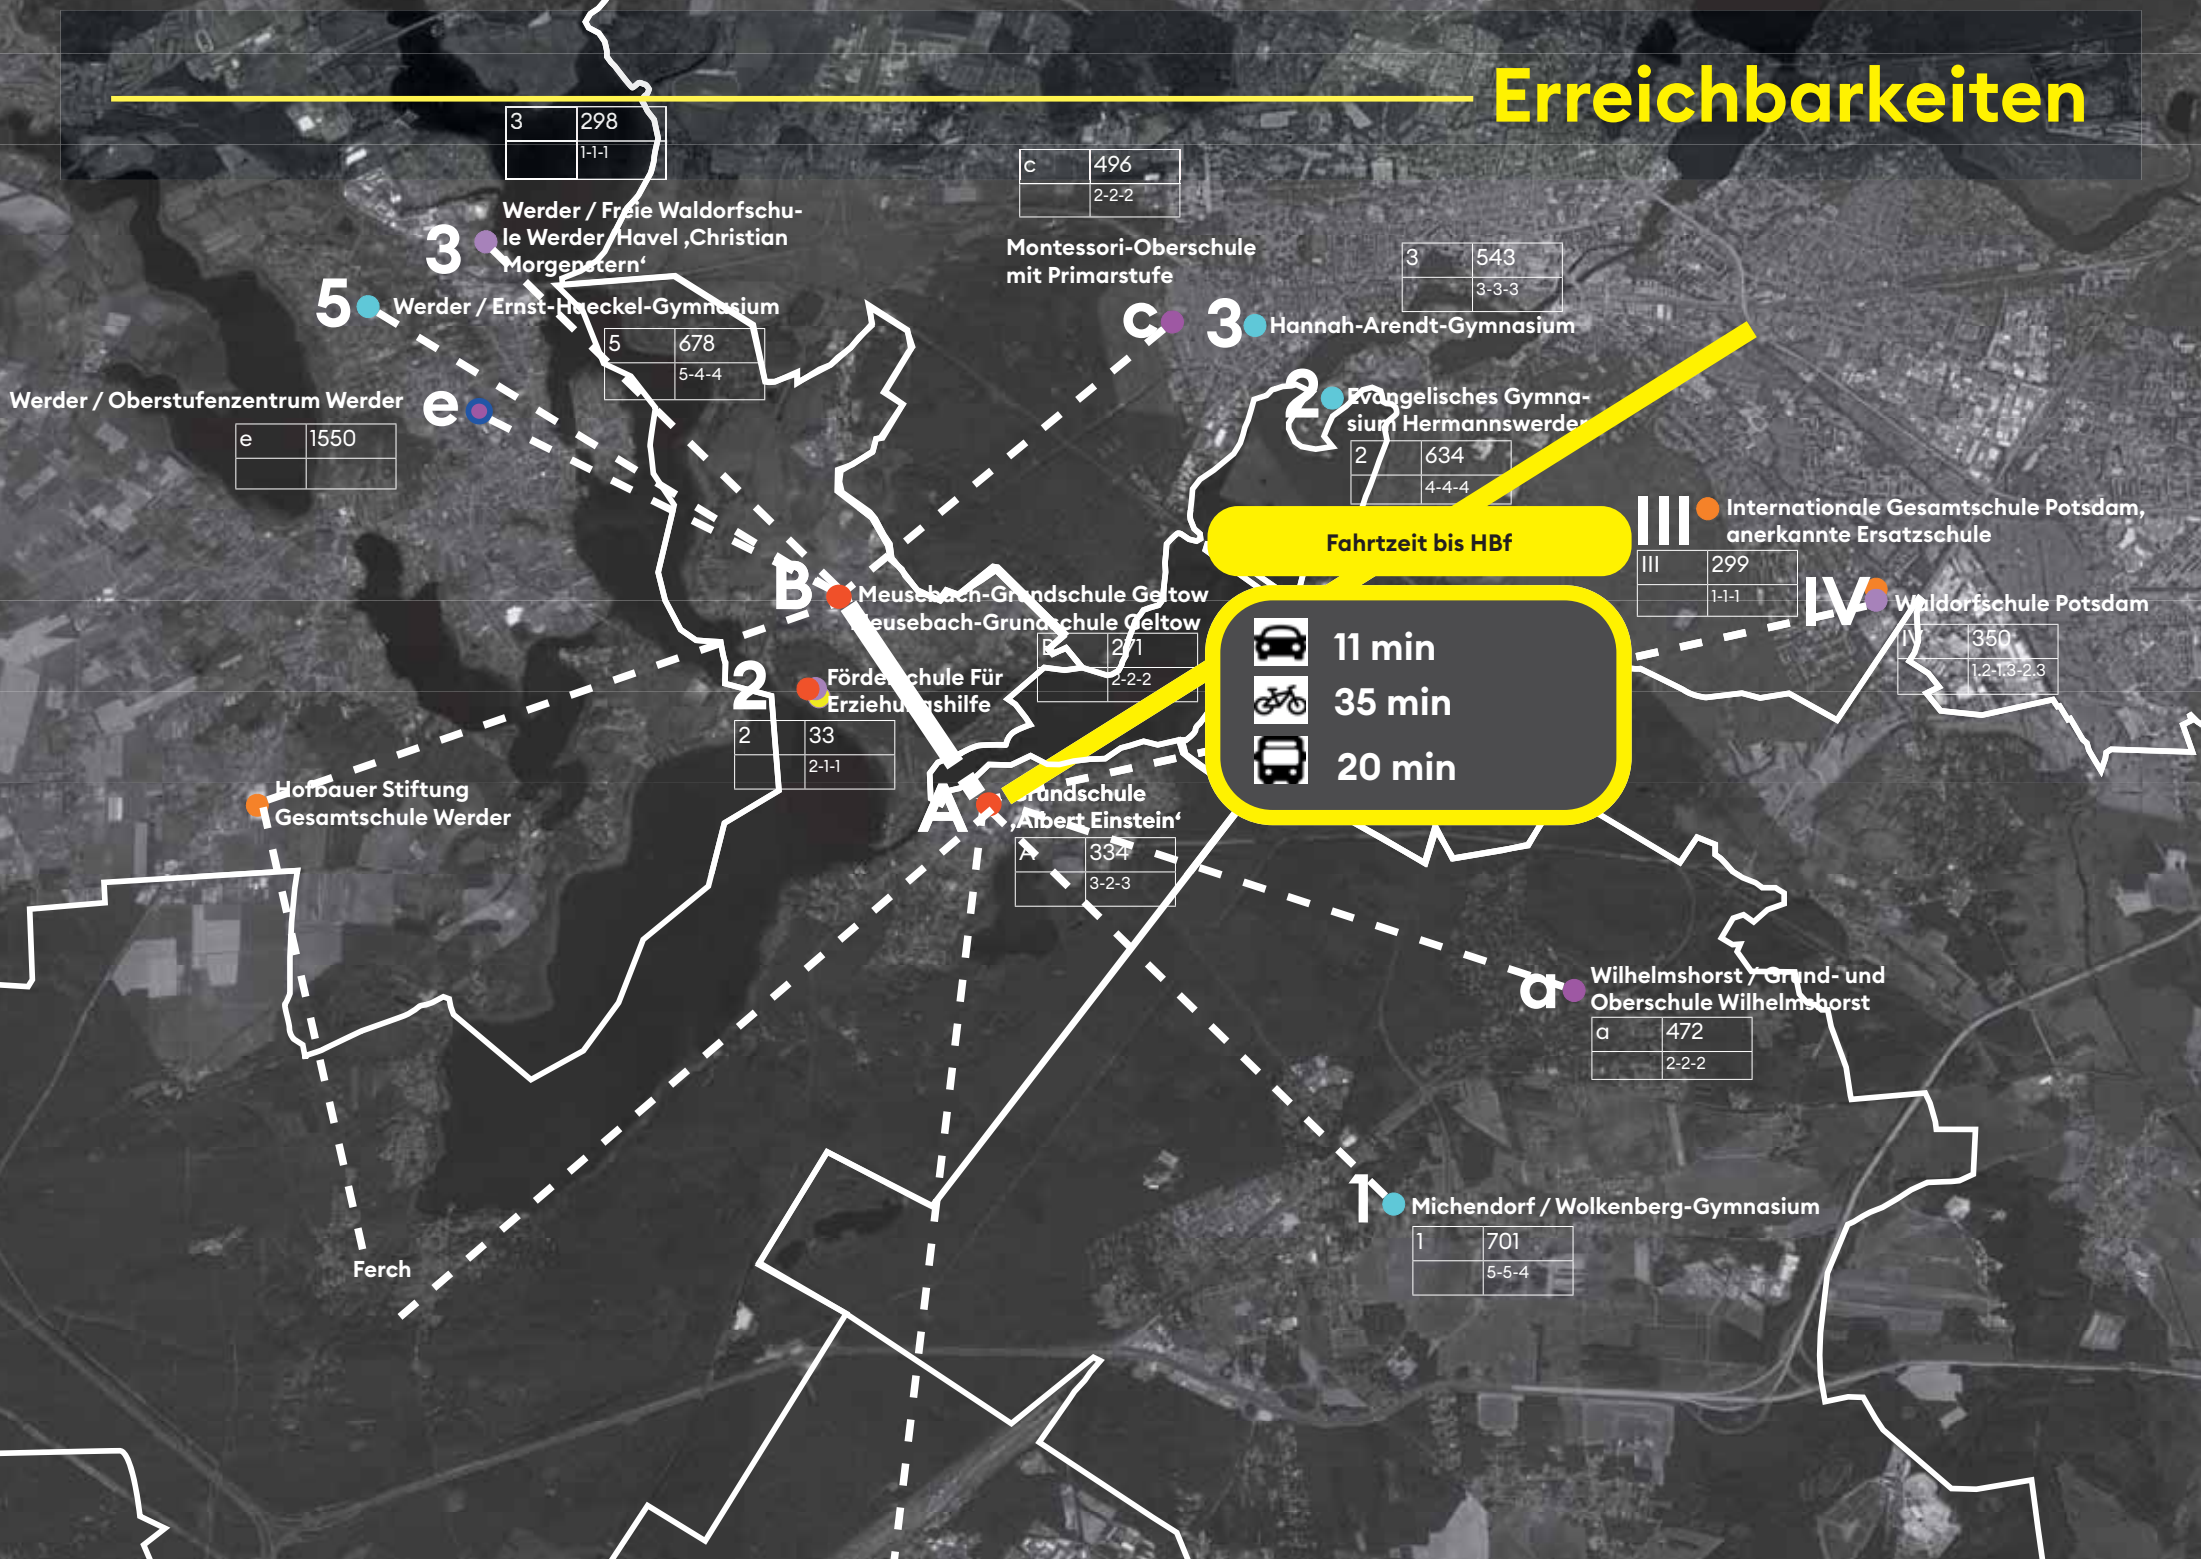 Erreichbarkeiten
3 298
1-1-1
c 496
2-2-2
Werder / Freie Waldorfschu-
le Werder/Havel ‚Christian
Morgenstern‘
3
Montessori-Oberschule
mit Primarstufe
3 543
3-3-3
5
Werder / Ernst-Haeckel-Gymnasium
c
3
Hannah-Arendt-Gymnasium
5 678
5-4-4
Werder / Oberstufenzentrum Werder
e
2
Evangelisches Gymna-
sium Hermannswerder
e 1550
2 634
4-4-4
III
Internationale Gesamtschule Potsdam,
anerkannte Ersatzschule
Fahrtzeit bis HBf
III 299
1-1-1
IV
Waldorfschule Potsdam
IV 350
1.2-1.3-2.3
B
Meusebach-Grundschule Geltow
Meusebach-Grundschule Geltow
B 271
2-2-2
11 min
35 min
20 min
2
Förderschule Für
Erziehungshilfe
2 33
2-1-1
Hofbauer Stiftung
Gesamtschule Werder
A
Grundschule
‚Albert Einstein‘
A 334
3-2-3
a
Wilhelmshorst / Grund- und
Oberschule Wilhelmshorst
a 472
2-2-2
1
Michendorf / Wolkenberg-Gymnasium
1 701
5-5-4
Ferch